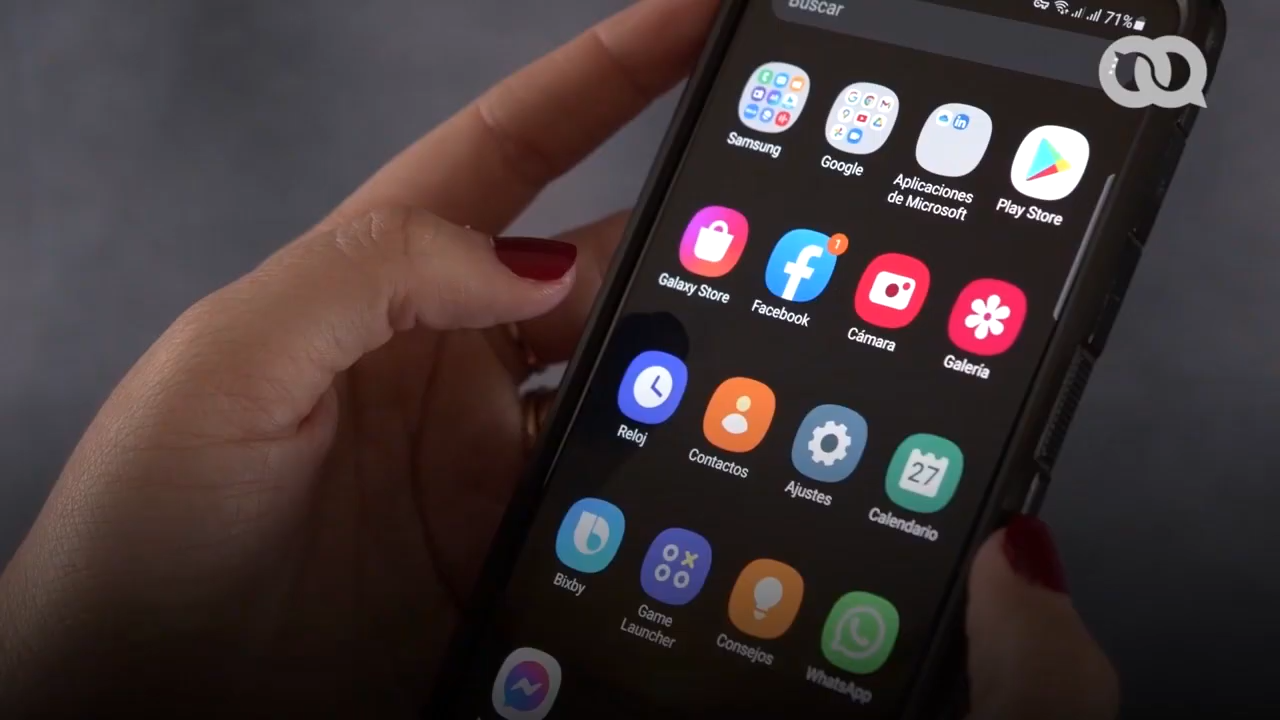 Buscar
71%
Samsung
Google
Aplicaciones
de Microsoft
Play Store
Galaxy Store
Facebook
1
Cámara
Galería
Reloj
Contactos
Ajustes
27
Calendario
Bixby
Game
Launcher
Consejos
WhatsApp